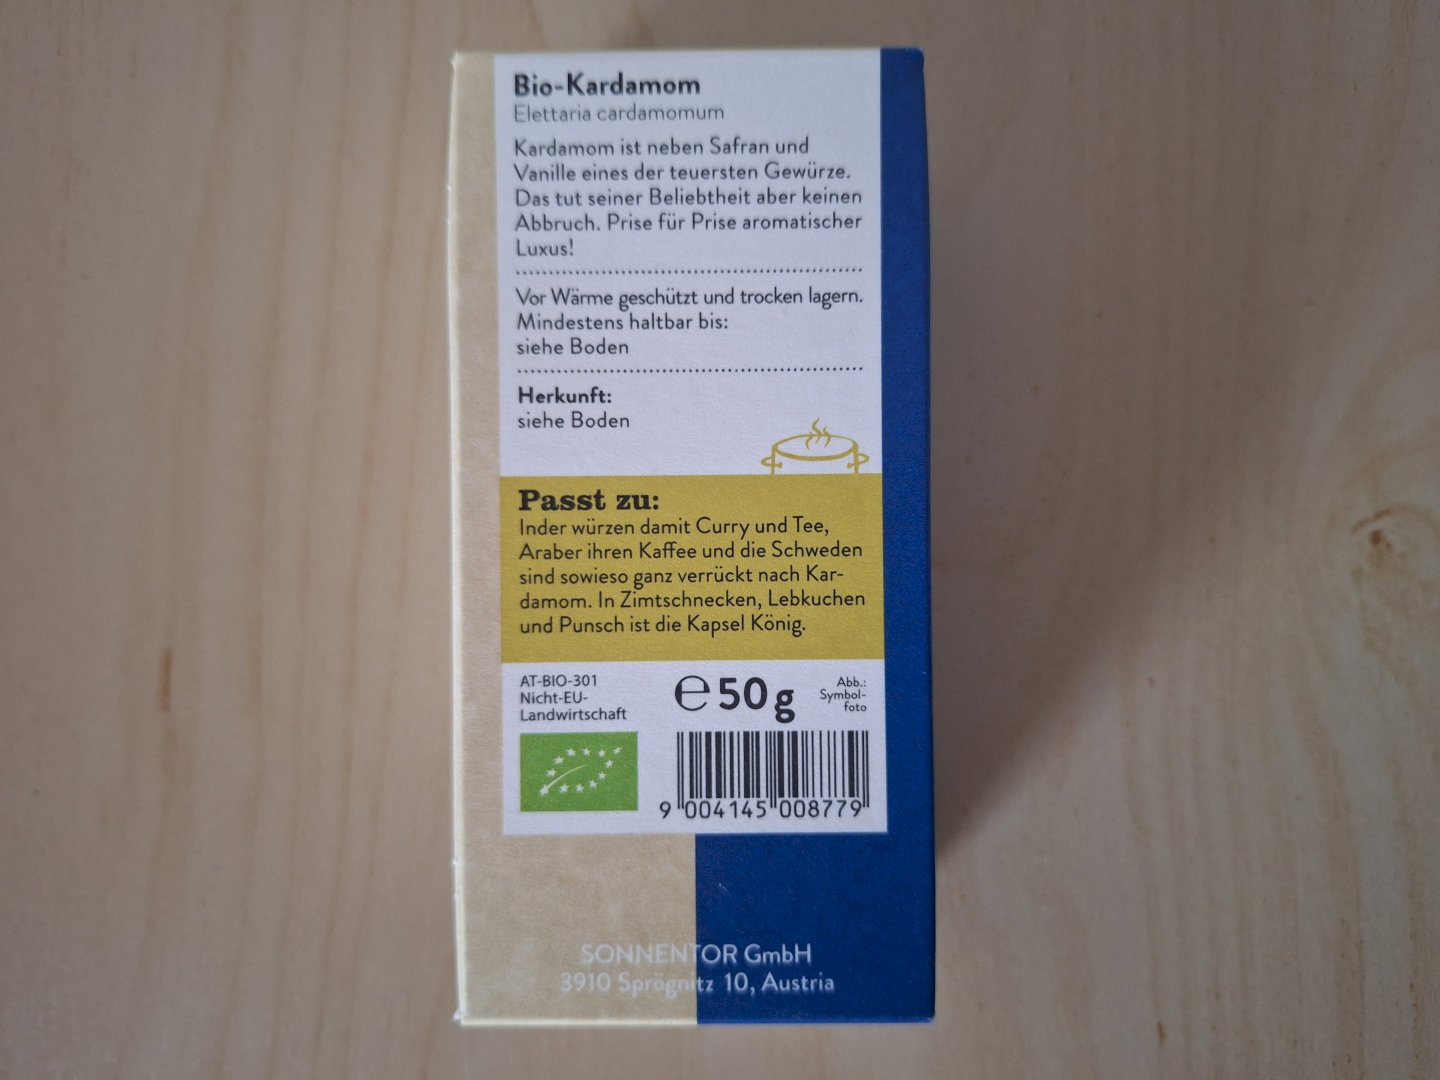 Bio-Kardamom
Elettaria cardamomum
Kardamom ist neben Safran und
Vanille eines der teuersten Gewürze.
Das tut seiner Beliebtheit aber keinen
Abbruch. Prise für Prise aromatischer
Luxus!
Vor Wärme geschützt und trocken lagern.
Mindestens haltbar bis:
siehe Boden
Herkunft:
siehe Boden
Passt zu:
Inder würzen damit Curry und Tee,
Araber ihren Kaffee und die Schweden
sind sowieso ganz verrückt nach Kar-
damom. In Zimtschnecken, Lebkuchen
und Punsch ist die Kapsel König.
AT-BIO-301
Nicht-EU-
Landwirtschaft
℮ 50 g
Abb.:
Symbol-
foto
9 004145 008779
SONNENTOR GmbH
3910 Sprögnitz 10, Austria